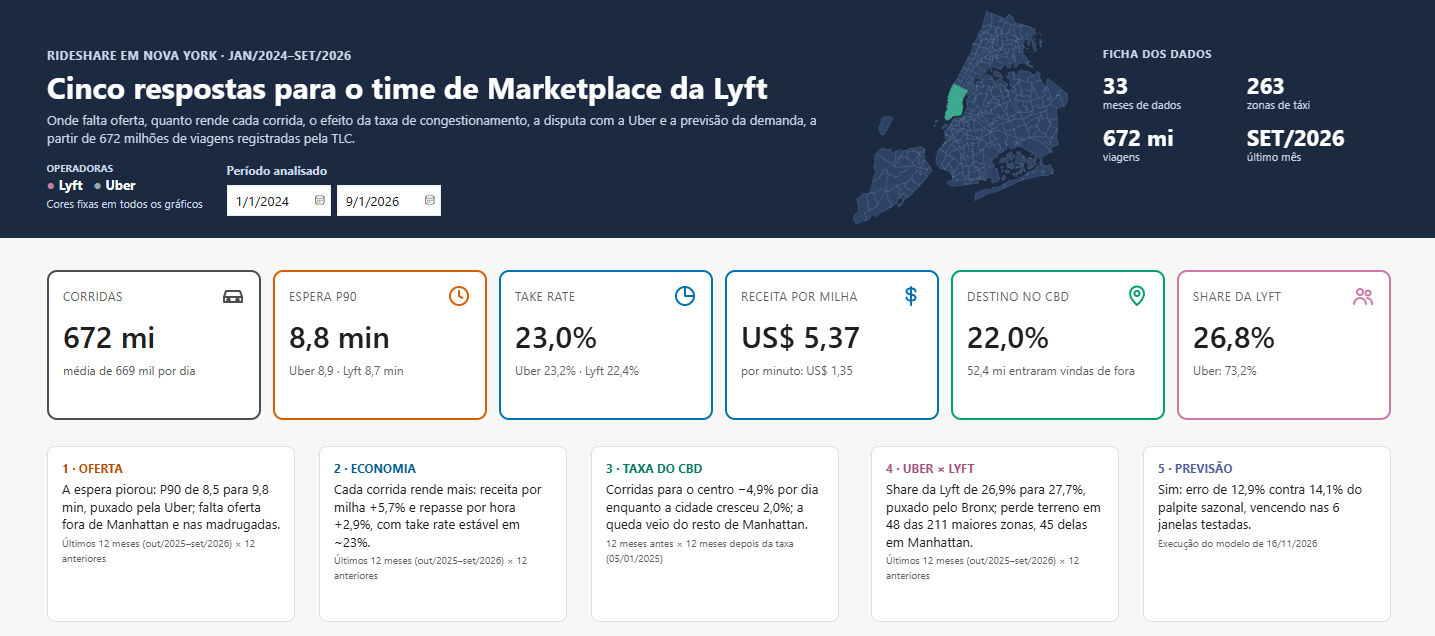 RIDESHARE EM NOVA YORK · JAN/2024–SET/2026
Cinco respostas para o time de Marketplace da Lyft
Onde falta oferta, quanto rende cada corrida, o efeito da taxa de congestionamento, a disputa com a Uber e a previsão da demanda, a
partir de 672 milhões de viagens registradas pela TLC.
OPERADORAS
Lyft
Uber
Cores fixas em todos os gráficos
Período analisado
1/1/2024
9/1/2026
FICHA DOS DADOS
33
meses de dados
263
zonas de táxi
672 mi
viagens
SET/2026
último mês
CORRIDAS
672 mi
média de 669 mil por dia
ESPERA P90
8,8 min
Uber 8,9 · Lyft 8,7 min
TAKE RATE
23,0%
Uber 23,2% · Lyft 22,4%
RECEITA POR MILHA
US$ 5,37
por minuto: US$ 1,35
DESTINO NO CBD
22,0%
52,4 mi entraram vindas de fora
SHARE DA LYFT
26,8%
Uber: 73,2%
1 · OFERTA
A espera piorou: P90 de 8,5 para 9,8
min, puxado pela Uber; falta oferta
fora de Manhattan e nas madrugadas.
Últimos 12 meses (out/2025–set/2026) × 12
anteriores
2 · ECONOMIA
Cada corrida rende mais: receita por
milha +5,7% e repasse por hora
+2,9%, com take rate estável em
~23%.
Últimos 12 meses (out/2025–set/2026) × 12
anteriores
3 · TAXA DO CBD
Corridas para o centro −4,9% por dia
enquanto a cidade cresceu 2,0%; a
queda veio do resto de Manhattan.
12 meses antes × 12 meses depois da taxa
(05/01/2025)
4 · UBER × LYFT
Share da Lyft de 26,9% para 27,7%,
puxado pelo Bronx; perde terreno em
48 das 211 maiores zonas, 45 delas
em Manhattan.
Últimos 12 meses (out/2025–set/2026) × 12
anteriores
5 · PREVISÃO
Sim: erro de 12,9% contra 14,1% do
palpite sazonal, vencendo nas 6
janelas testadas.
Execução do modelo de 16/11/2026